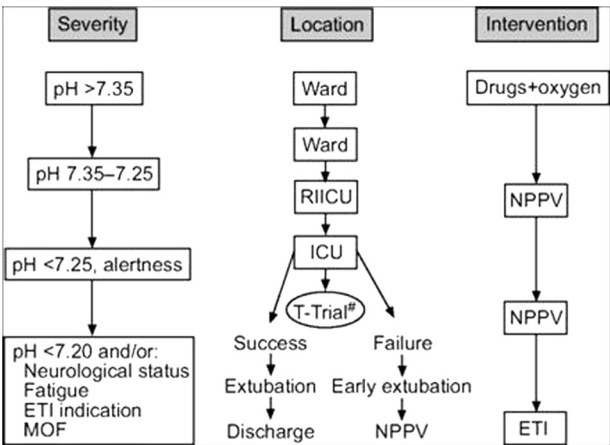 Severity
Location
Intervention
pH >7.35
Ward
Drugs+oxygen
Ward
pH 7.35–7.25
RIICU
NPPV
pH <7.25, alertness
ICU
T-Trial#
NPPV
pH <7.20 and/or:
Neurological status
Fatigue
ETI indication
MOF
Success
Failure
Extubation
Early extubation
Discharge
NPPV
ETI